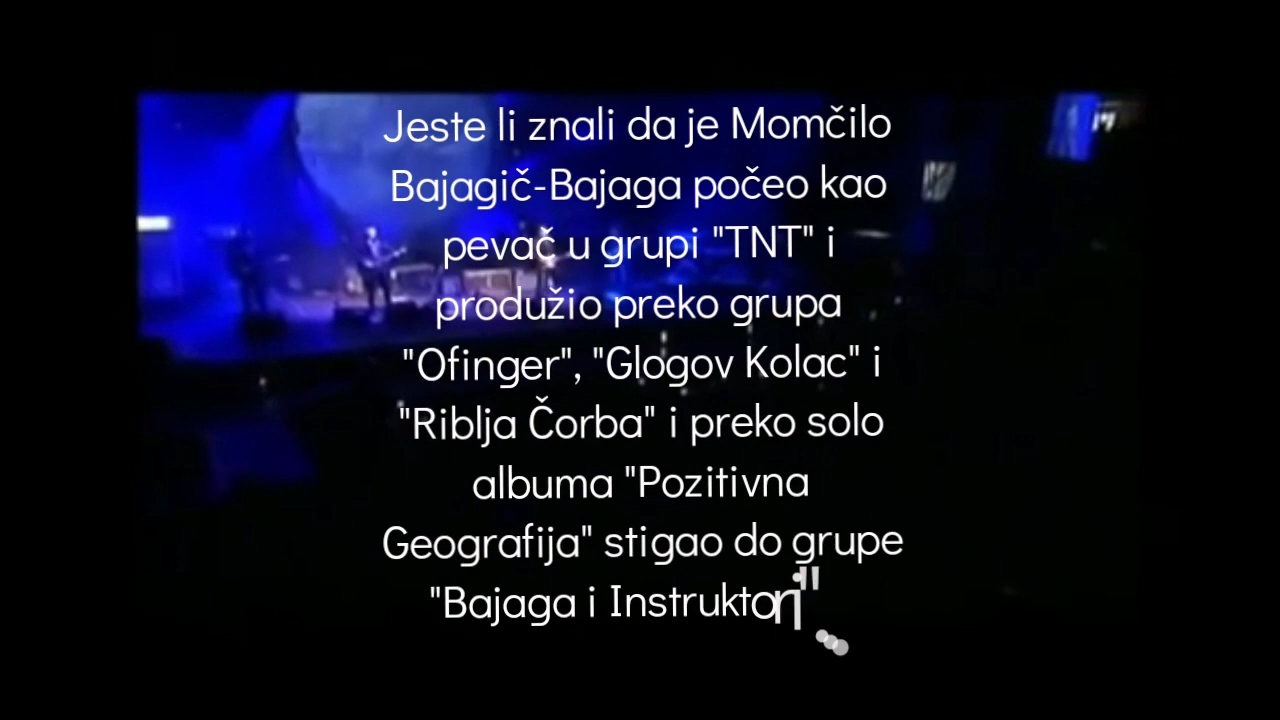 Jeste li znali da je Momčilo
Bajagič-Bajaga počeo kao
pevač u grupi "TNT" i
produžio preko grupa
"Ofinger", "Glogov Kolac" i
"Riblja Čorba" i preko solo
albuma "Pozitivna
Geografija" stigao do grupe
"Bajaga i Instruktori"...